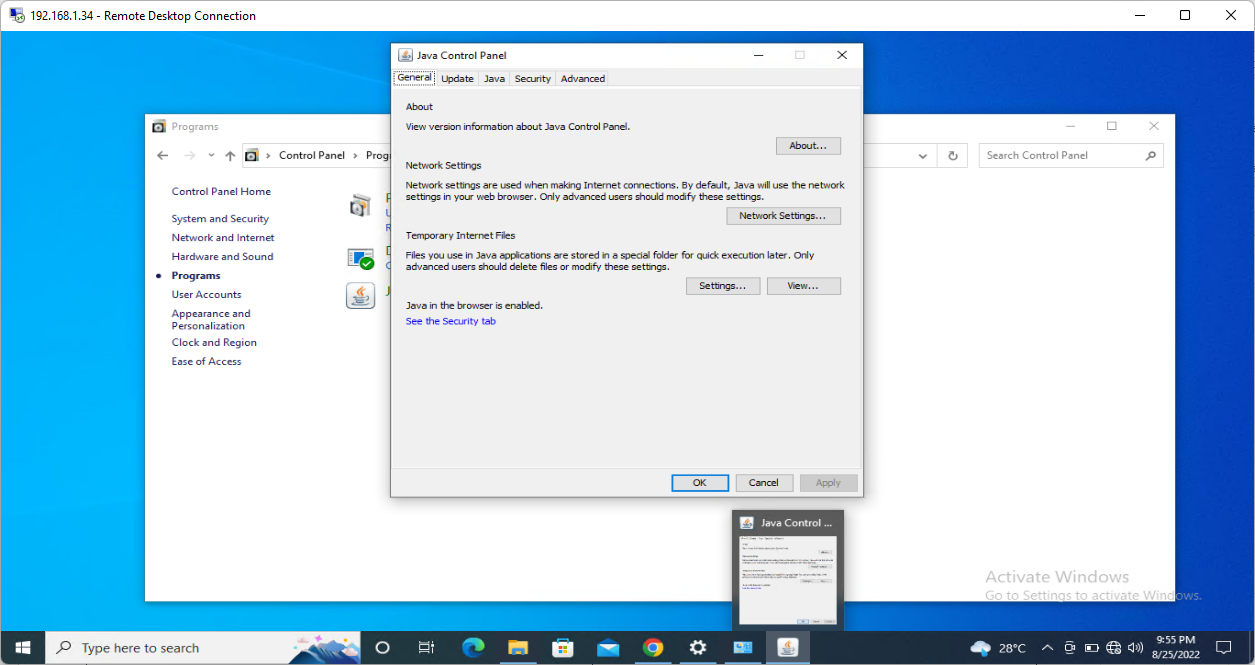 192.168.1.34 - Remote Desktop Connection
Java Control Panel
General Update Java Security Advanced
About
View version information about Java Control Panel.
About...
Network Settings
Network settings are used when making Internet connections. By default, Java will use the network
settings in your web browser. Only advanced users should modify these settings.
Network Settings...
Temporary Internet Files
Files you use in Java applications are stored in a special folder for quick execution later. Only
advanced users should delete files or modify these settings.
Settings... View...
Java in the browser is enabled.
See the Security tab
OK Cancel Apply
Programs
Control Panel
Search Control Panel
Control Panel Home
System and Security
Network and Internet
Hardware and Sound
Programs
User Accounts
Appearance and
Personalization
Clock and Region
Ease of Access
Java Control ...
Activate Windows
Go to Settings to activate Windows.
Type here to search
28°C
9:55 PM
8/25/2022